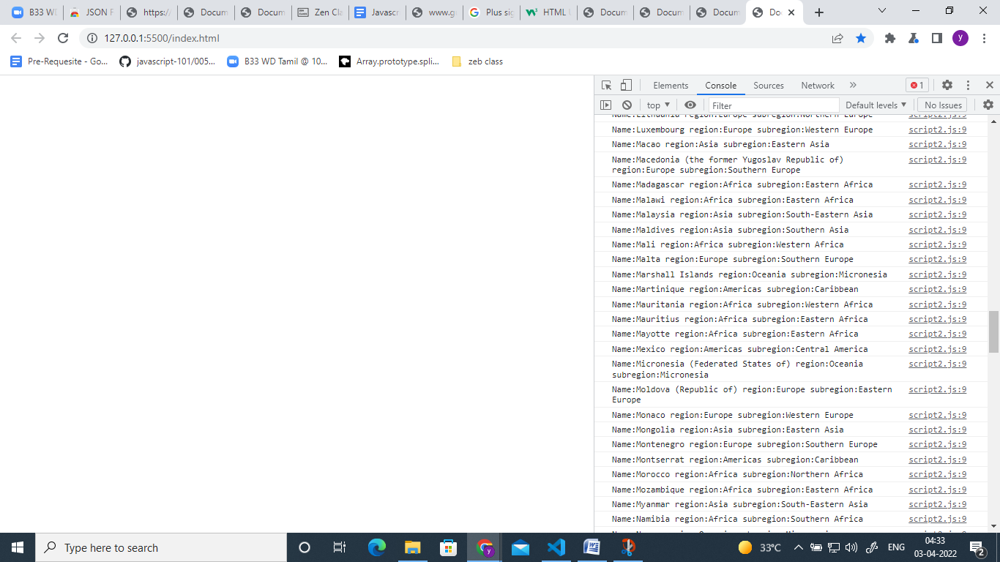 B33 WD
JSON F
https://
Docum
Docum
Zen Cla
Javascr
www.g
Plus sig
HTML
Docum
Docum
Docum
Do
127.0.0.1:5500/index.html
y
Pre-Requesite - Go...
javascript-101/005...
B33 WD Tamil @ 10...
Array.prototype.spli...
zeb class
Elements
Console
Sources
Network
1
top
Filter
Default levels
No Issues
Name:Lithuania region:Europe subregion:Northern Europe script2.js:9
Name:Luxembourg region:Europe subregion:Western Europe script2.js:9
Name:Macao region:Asia subregion:Eastern Asia script2.js:9
Name:Macedonia (the former Yugoslav Republic of) script2.js:9
region:Europe subregion:Southern Europe
Name:Madagascar region:Africa subregion:Eastern Africa script2.js:9
Name:Malawi region:Africa subregion:Eastern Africa script2.js:9
Name:Malaysia region:Asia subregion:South-Eastern Asia script2.js:9
Name:Maldives region:Asia subregion:Southern Asia script2.js:9
Name:Mali region:Africa subregion:Western Africa script2.js:9
Name:Malta region:Europe subregion:Southern Europe script2.js:9
Name:Marshall Islands region:Oceania subregion:Micronesia script2.js:9
Name:Martinique region:Americas subregion:Caribbean script2.js:9
Name:Mauritania region:Africa subregion:Western Africa script2.js:9
Name:Mauritius region:Africa subregion:Eastern Africa script2.js:9
Name:Mayotte region:Africa subregion:Eastern Africa script2.js:9
Name:Mexico region:Americas subregion:Central America script2.js:9
Name:Micronesia (Federated States of) region:Oceania script2.js:9
subregion:Micronesia
Name:Moldova (Republic of) region:Europe subregion:Eastern script2.js:9
Europe
Name:Monaco region:Europe subregion:Western Europe script2.js:9
Name:Mongolia region:Asia subregion:Eastern Asia script2.js:9
Name:Montenegro region:Europe subregion:Southern Europe script2.js:9
Name:Montserrat region:Americas subregion:Caribbean script2.js:9
Name:Morocco region:Africa subregion:Northern Africa script2.js:9
Name:Mozambique region:Africa subregion:Eastern Africa script2.js:9
Name:Myanmar region:Asia subregion:South-Eastern Asia script2.js:9
Name:Namibia region:Africa subregion:Southern Africa script2.js:9
Type here to search
33°C
ENG
04:33
03-04-2022
2